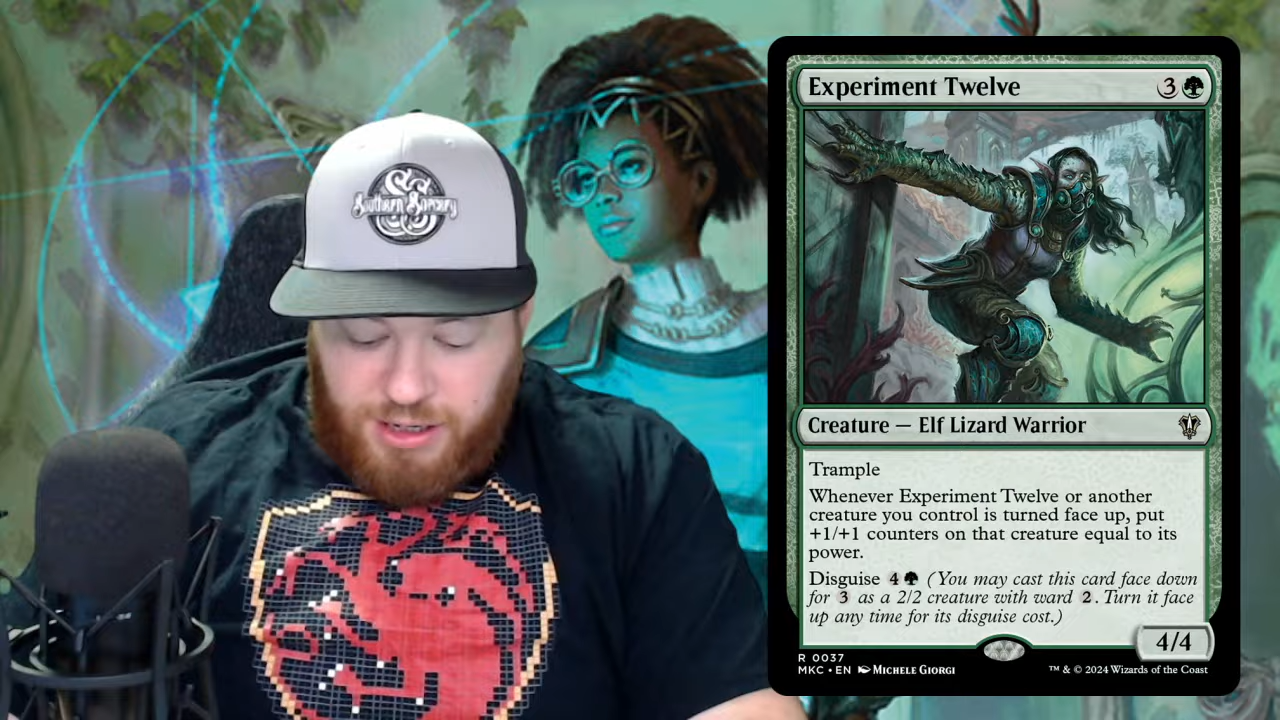 Southern Sorcery
Experiment Twelve 3
Creature — Elf Lizard Warrior
Trample
Whenever Experiment Twelve or another
creature you control is turned face up, put
+1/+1 counters on that creature equal to its
power.
Disguise 4 (You may cast this card face down
for 3 as a 2/2 creature with ward 2. Turn it face
up any time for its disguise cost.)
4/4
R 0037
MKC • EN Michele Giorgi
™ & © 2024 Wizards of the Coast